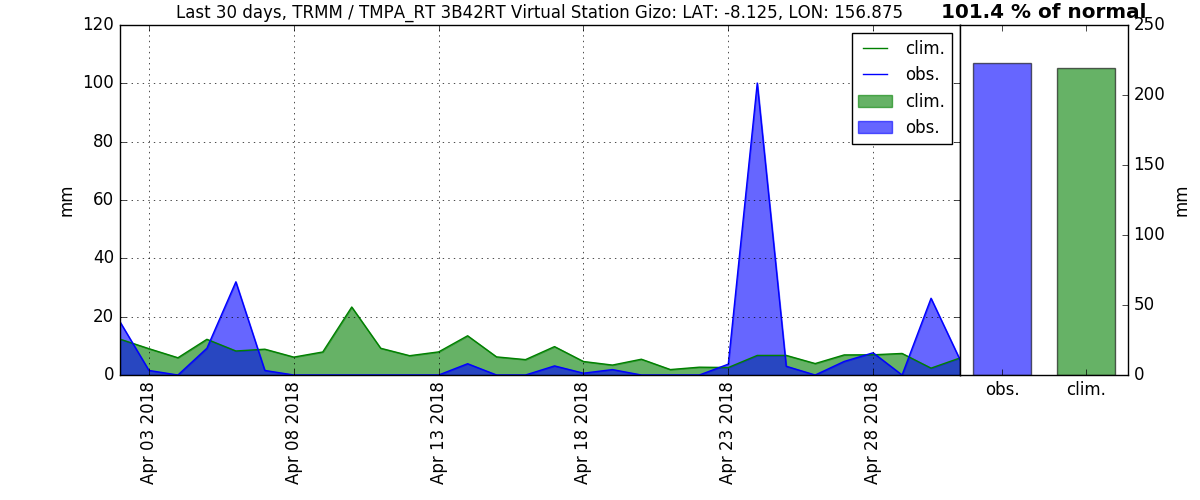 Last 30 days, TRMM / TMPA_RT 3B42RT Virtual Station Gizo: LAT: -8.125, LON: 156.875
101.4 % of normal
120
100
80
60
40
20
0
mm
clim.
obs.
clim.
obs.
Apr 03 2018
Apr 08 2018
Apr 13 2018
Apr 18 2018
Apr 23 2018
Apr 28 2018
250
200
150
100
50
0
mm
obs.
clim.